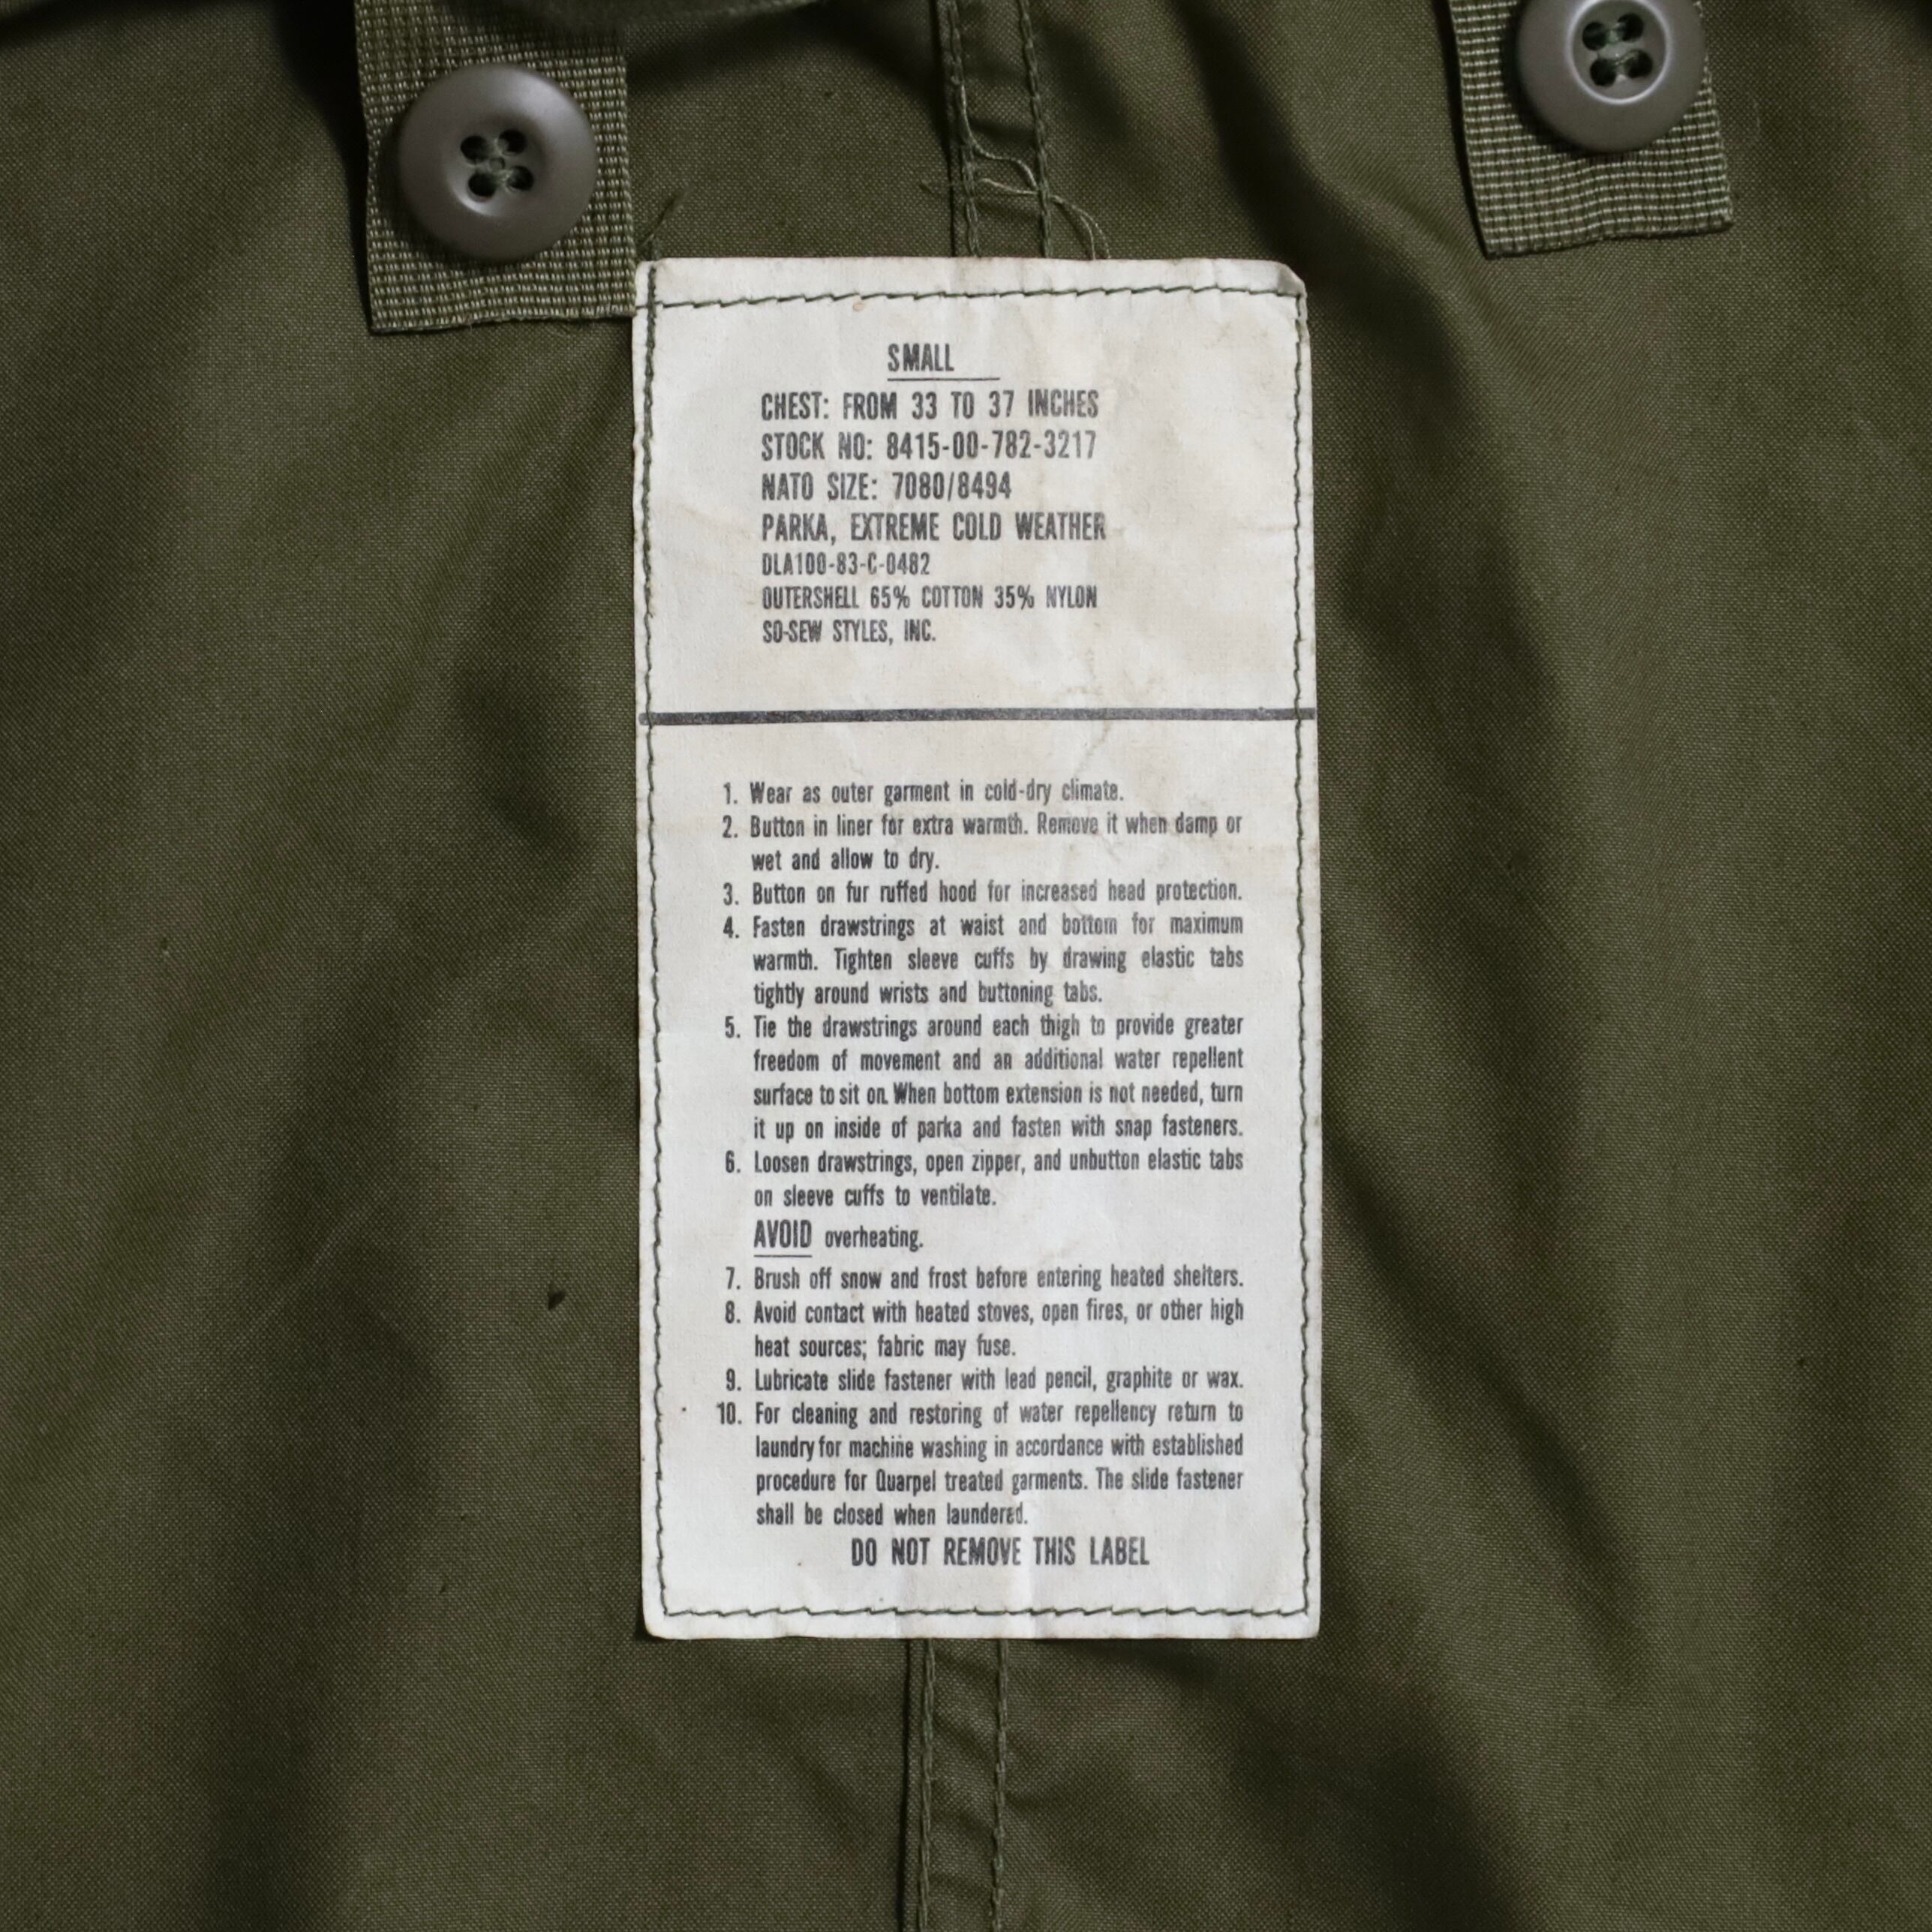 SMALL
CHEST: FROM 33 TO 37 INCHES
STOCK NO: 8415-00-782-3217
NATO SIZE: 7080/8494
PARKA, EXTREME COLD WEATHER
DLA100-83-C-0482
OUTERSHELL 65% COTTON 35% NYLON
SO-SEW STYLES, INC.
1. Wear as outer garment in cold-dry climate.
2. Button in liner for extra warmth. Remove it when damp or
wet and allow to dry.
3. Button on fur ruffed hood for increased head protection.
4. Fasten drawstrings at waist and bottom for maximum
warmth. Tighten sleeve cuffs by drawing elastic tabs
tightly around wrists and buttoning tabs.
5. Tie the drawstrings around each thigh to provide greater
freedom of movement and an additional water repellent
surface to sit on. When bottom extension is not needed, turn
it up on inside of parka and fasten with snap fasteners.
6. Loosen drawstrings, open zipper, and unbutton elastic tabs
on sleeve cuffs to ventilate.
AVOID overheating.
7. Brush off snow and frost before entering heated shelters.
8. Avoid contact with heated stoves, open fires, or other high
heat sources; fabric may fuse.
9. Lubricate slide fastener with lead pencil, graphite or wax.
10. For cleaning and restoring of water repellency return to
laundry for machine washing in accordance with established
procedure for Quarpel treated garments. The slide fastener
shall be closed when laundered.
DO NOT REMOVE THIS LABEL